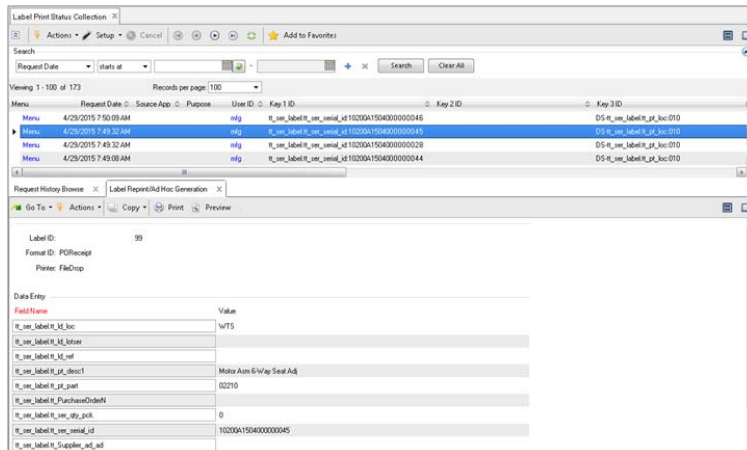 Label Print Status Collection
Actions Setup Cancel Add to Favorites
Search
Request Date starts at - Search Clear All
Viewing 1 - 100 of 173 Records per page: 100
Menu Request Date Source App Purpose User ID Key 1 ID Key 2 ID Key 3 ID
Menu 4/29/2015 7:50:09 AM mfg tt_ser_label.tt_ser_serial_id:10200A1504000000046 DS-tt_ser_label.tt_pt_loc:010
Menu 4/29/2015 7:49:32 AM mfg tt_ser_label.tt_ser_serial_id:10200A1504000000045 DS-tt_ser_label.tt_pt_loc:010
Menu 4/29/2015 7:49:32 AM mfg tt_ser_label.tt_ser_serial_id:10200A1504000000028 DS-tt_ser_label.tt_pt_loc:010
Menu 4/29/2015 7:49:08 AM mfg tt_ser_label.tt_ser_serial_id:10200A1504000000044 DS-tt_ser_label.tt_pt_loc:010
Request History Browse Label Reprint/Ad Hoc Generation
Go To Actions Copy Print Preview
Label ID: 99
Format ID: POReceipt
Printer: FileDrop
Data Entry
Field Name Value
tt_ser_label.tt_ld_loc WTS
tt_ser_label.tt_ld_lotser
tt_ser_label.tt_ld_ref
tt_ser_label.tt_pt_desc1 Motor Asm 6-Way Seat Adj
tt_ser_label.tt_pt_part 02210
tt_ser_label.tt_PurchaseOrderN
tt_ser_label.tt_ser_qty_pck 0
tt_ser_label.tt_ser_serial_id 10200A1504000000045
tt_ser_label.tt_Supplier_ad_ad